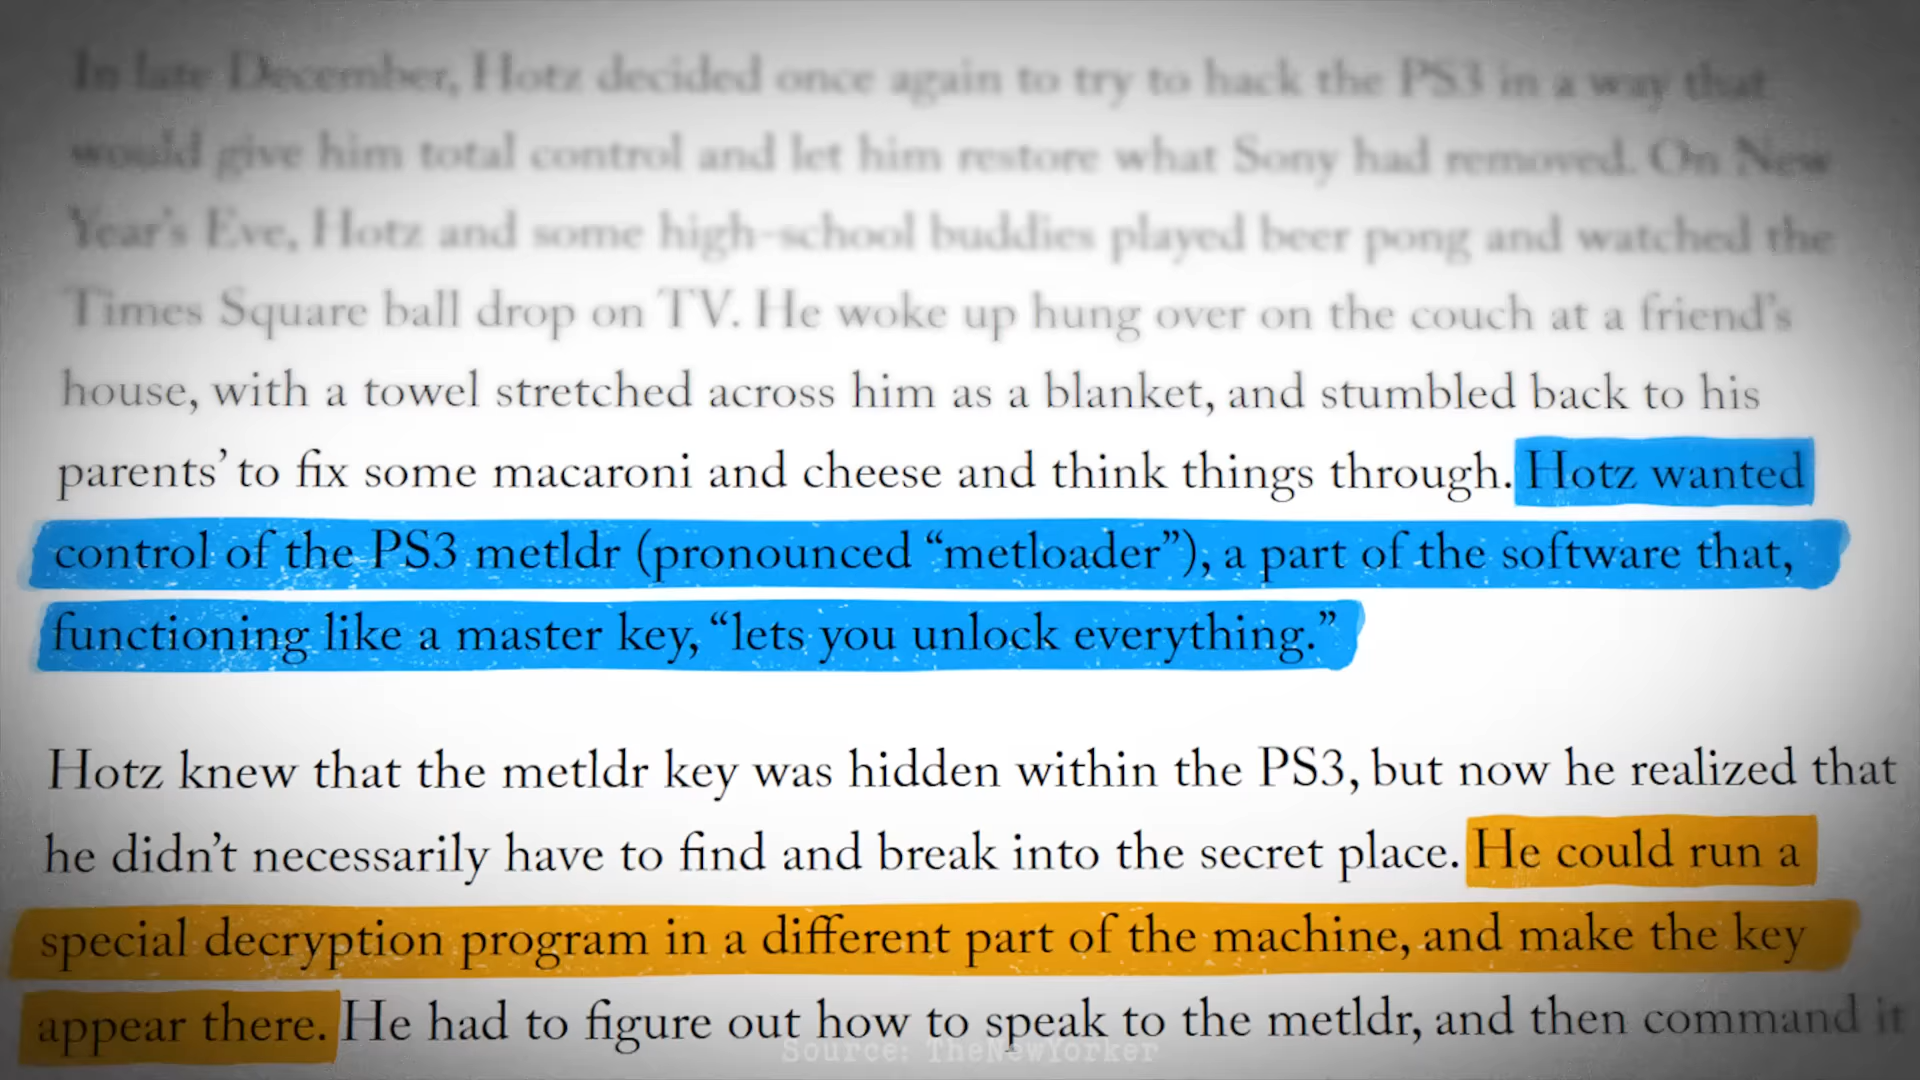 In late December, Hotz decided once again to try to hack the PS3 in a way that
would give him total control and let him restore what Sony had removed. On New
Year's Eve, Hotz and some high-school buddies played beer pong and watched the
Times Square ball drop on TV. He woke up hung over on the couch at a friend's
house, with a towel stretched across him as a blanket, and stumbled back to his
parents' to fix some macaroni and cheese and think things through. Hotz wanted
control of the PS3 metldr (pronounced “metloader”), a part of the software that,
functioning like a master key, “lets you unlock everything.”
Hotz knew that the metldr key was hidden within the PS3, but now he realized that
he didn't necessarily have to find and break into the secret place. He could run a
special decryption program in a different part of the machine, and make the key
appear there. He had to figure out how to speak to the metldr, and then command it
Source: TheNewYorker